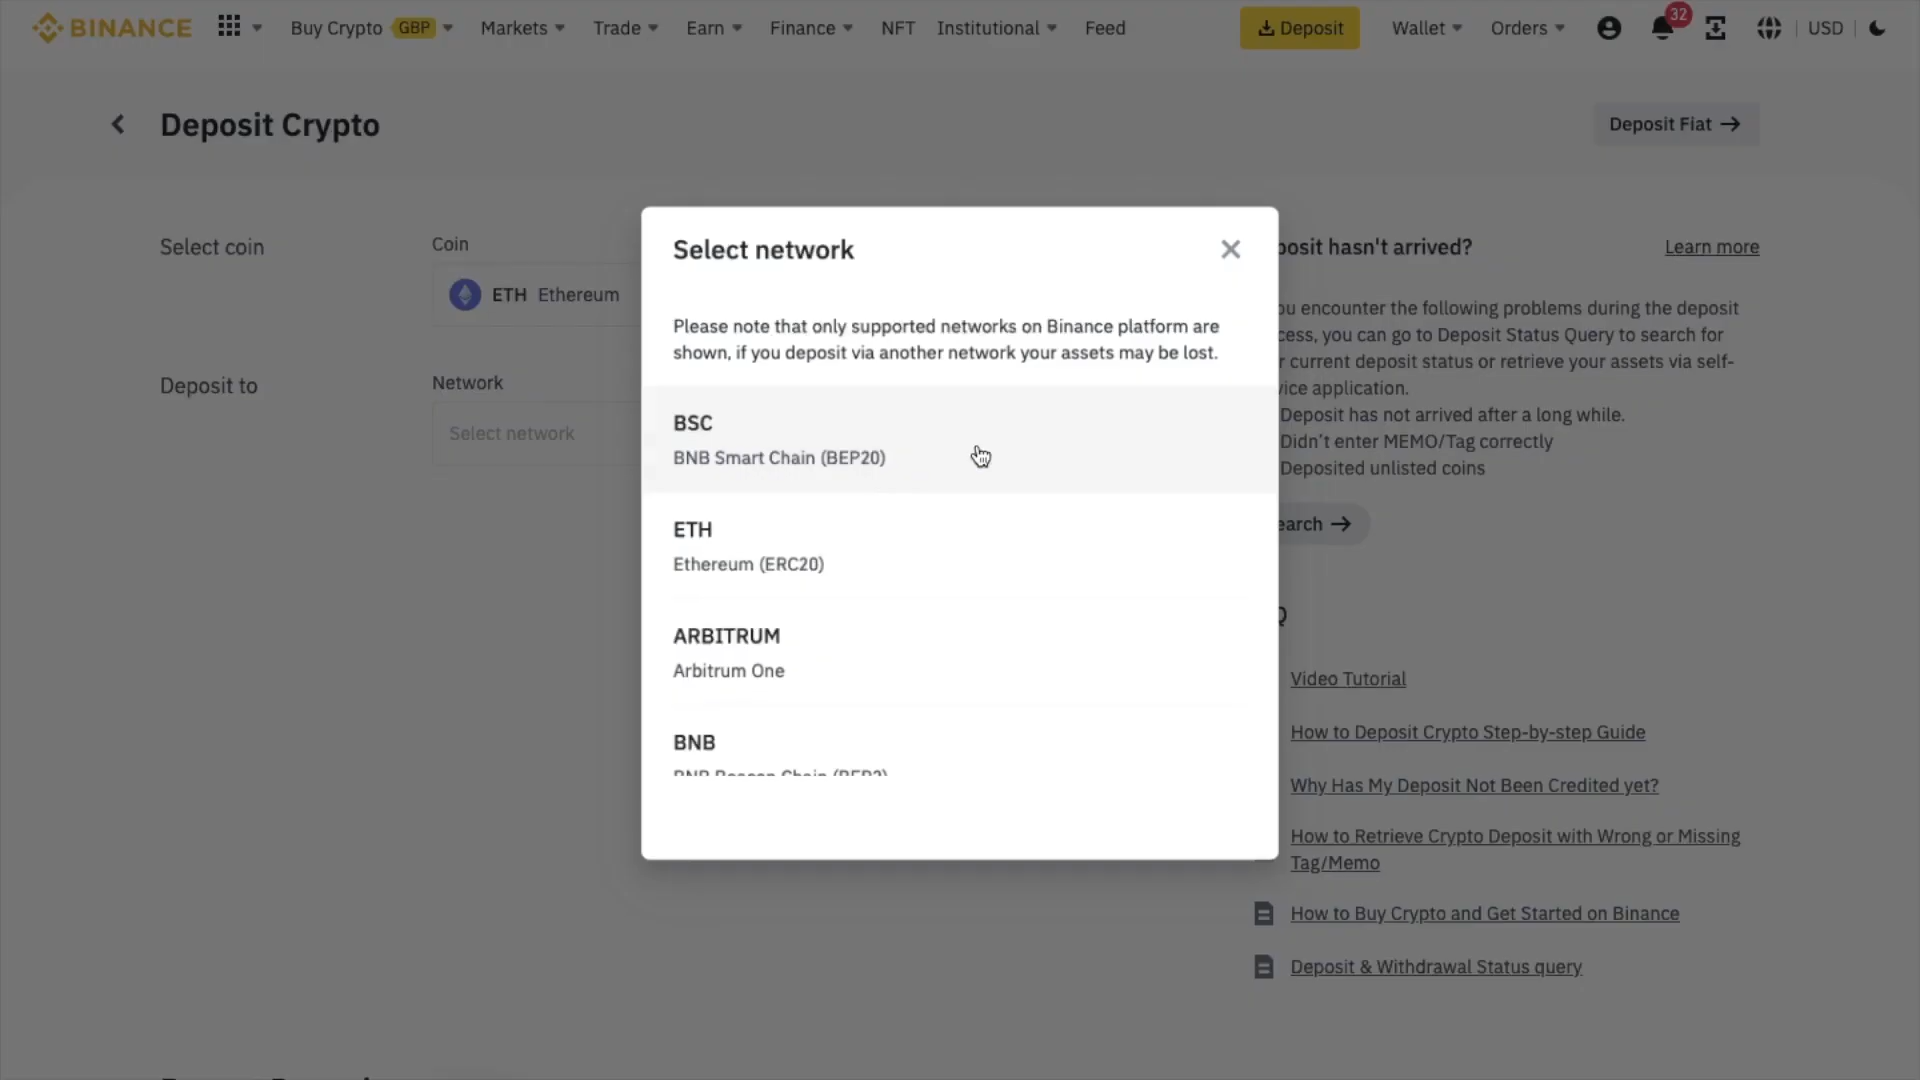 BINANCE
Buy Crypto GBP
Markets
Trade
Earn
Finance
NFT
Institutional
Feed
Deposit
Wallet
Orders
32
USD
Deposit Crypto
Deposit Fiat →
Select coin
Coin
ETH Ethereum
Deposit to
Network
Select network
Select network
Please note that only supported networks on Binance platform are
shown, if you deposit via another network your assets may be lost.
BSC
BNB Smart Chain (BEP20)
ETH
Ethereum (ERC20)
ARBITRUM
Arbitrum One
BNB
BNB Beacon Chain (BEP2)
posit hasn't arrived?
Learn more
ou encounter the following problems during the deposit
cess, you can go to Deposit Status Query to search for
r current deposit status or retrieve your assets via self-
vice application.
Deposit has not arrived after a long while.
Didn't enter MEMO/Tag correctly
Deposited unlisted coins
earch →
Q
Video Tutorial
How to Deposit Crypto Step-by-step Guide
Why Has My Deposit Not Been Credited yet?
How to Retrieve Crypto Deposit with Wrong or Missing
Tag/Memo
How to Buy Crypto and Get Started on Binance
Deposit & Withdrawal Status query